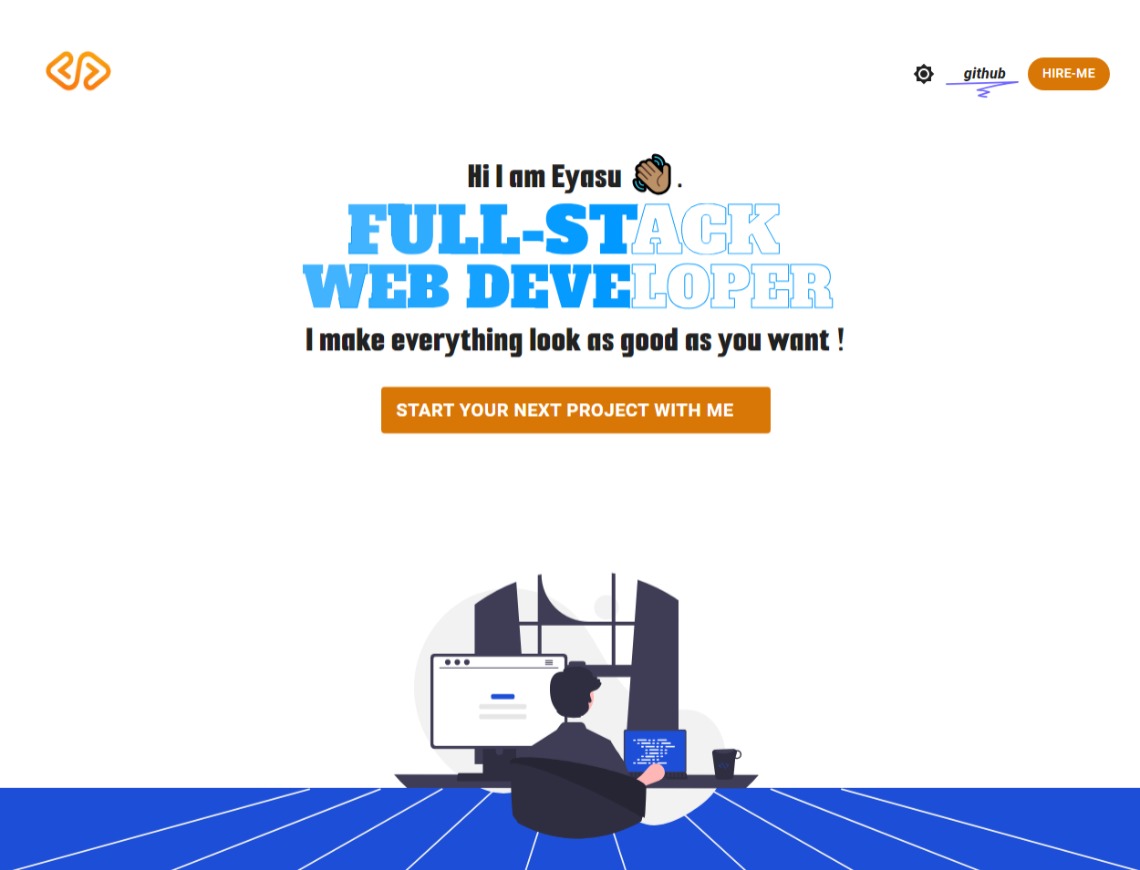 github
HIRE-ME
Hi I am Eyasu 👋🏽 .
FULL-STACK
WEB DEVELOPER
I make everything look as good as you want !
START YOUR NEXT PROJECT WITH ME